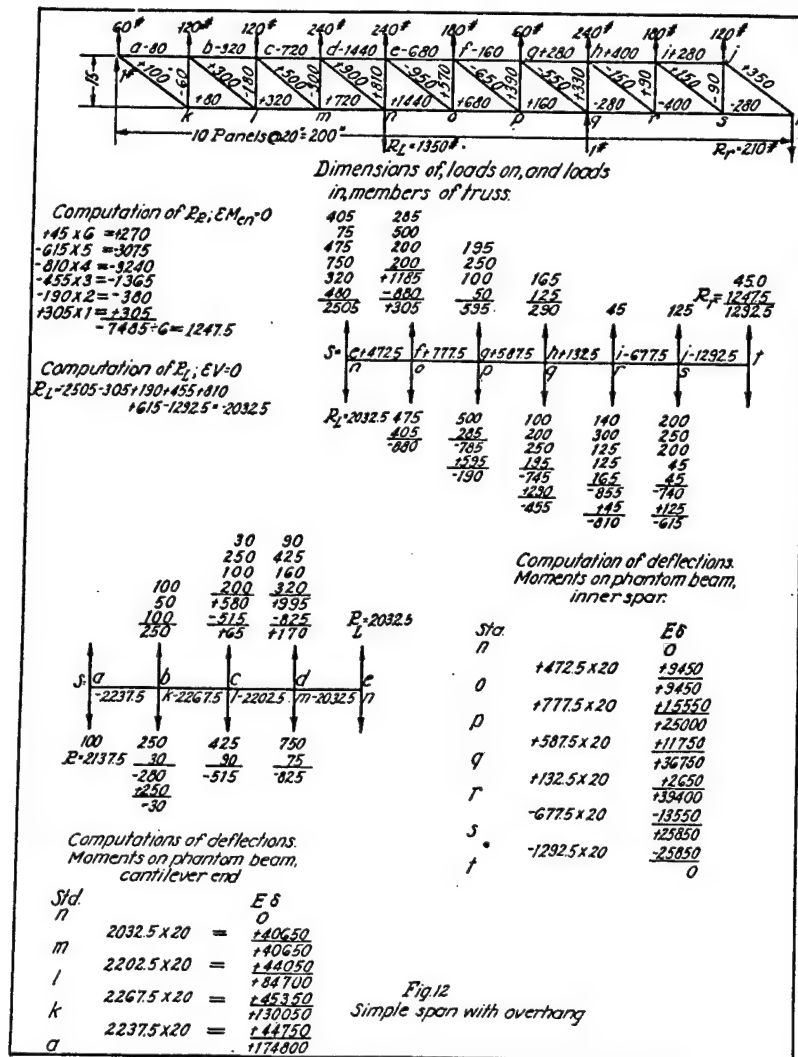 60# 120# 120# 240# 240# 180# 60# 240# 180# 120#
a-80 b-320 c-720 d-1440 e-680 f-160 g+280 h+400 i+280 j
+100 -60 +300 -180 +500 -300 +900 +810 -950 +570 -650 +390 -550 +330 -150 +90 +150 -90 +350
15 1#
+80 +320 +720 +1440 +680 +160 -280 -400 -280
k l m n o p q r s
10 Panels @ 20"= 200"
RL=1350# 1# Rr=210#
Dimensions of, loads on, and loads
in, members of truss.
Computation of RR; ΣMen=0
+45 x 6 =+270
-615 x 5 =-3075
-810 x 4 =-3240
-455 x 3 =-1365
-190 x 2 =-380
+305 x 1 =+305
-7485÷6=1247.5
Computation of RL; ΣV=0
RL=2505-305+190+455+810
+615-1292.5=-2032.5
405 285
75 500
475 200 195
750 200 250
320 +1185 100 165 45.0
480 -880 50 125 Rr=1247.5
2505 +305 595 290 45 125 1292.5
S= e+472.5 f+777.5 g+587.5 h+132.5 i-677.5 j-1292.5 t
n o p q r s
RL=2032.5 475 500 100 140 200
405 285 200 300 250
-880 -785 250 125 200
+595 195 125 45
-190 -745 165 45
+290 -855 -740
-455 +45 +125
-810 -615
30 90
250 425
100 160
100 200 320
50 +580 +995
100 -515 -825 RL=2032.5
250 +65 +170
S= a b c d e
-2237.5 k-2267.5 l-2202.5 m-2032.5 n
100 250 425 750
R=2137.5 30 90 75
-280 -515 -825
+250
-30
Computation of deflections.
Moments on phantom beam,
inner spar.
Sta. Eδ
n 0
+472.5 x 20 +9450
o +9450
+777.5 x 20 +15550
p +25000
+587.5 x 20 +11750
q +36750
+132.5 x 20 +2650
r +39400
-677.5 x 20 -13550
s +25850
-1292.5 x 20 -25850
t 0
Computations of deflections.
Moments on phantom beam,
cantilever end
Std. Eδ
n 0
2032.5 x 20 = +40650
m +40650
2202.5 x 20 = +44050
l +84700
2267.5 x 20 = +45350
k +130050
2237.5 x 20 = +44750
a +174800
Fig.12
Simple span with overhang